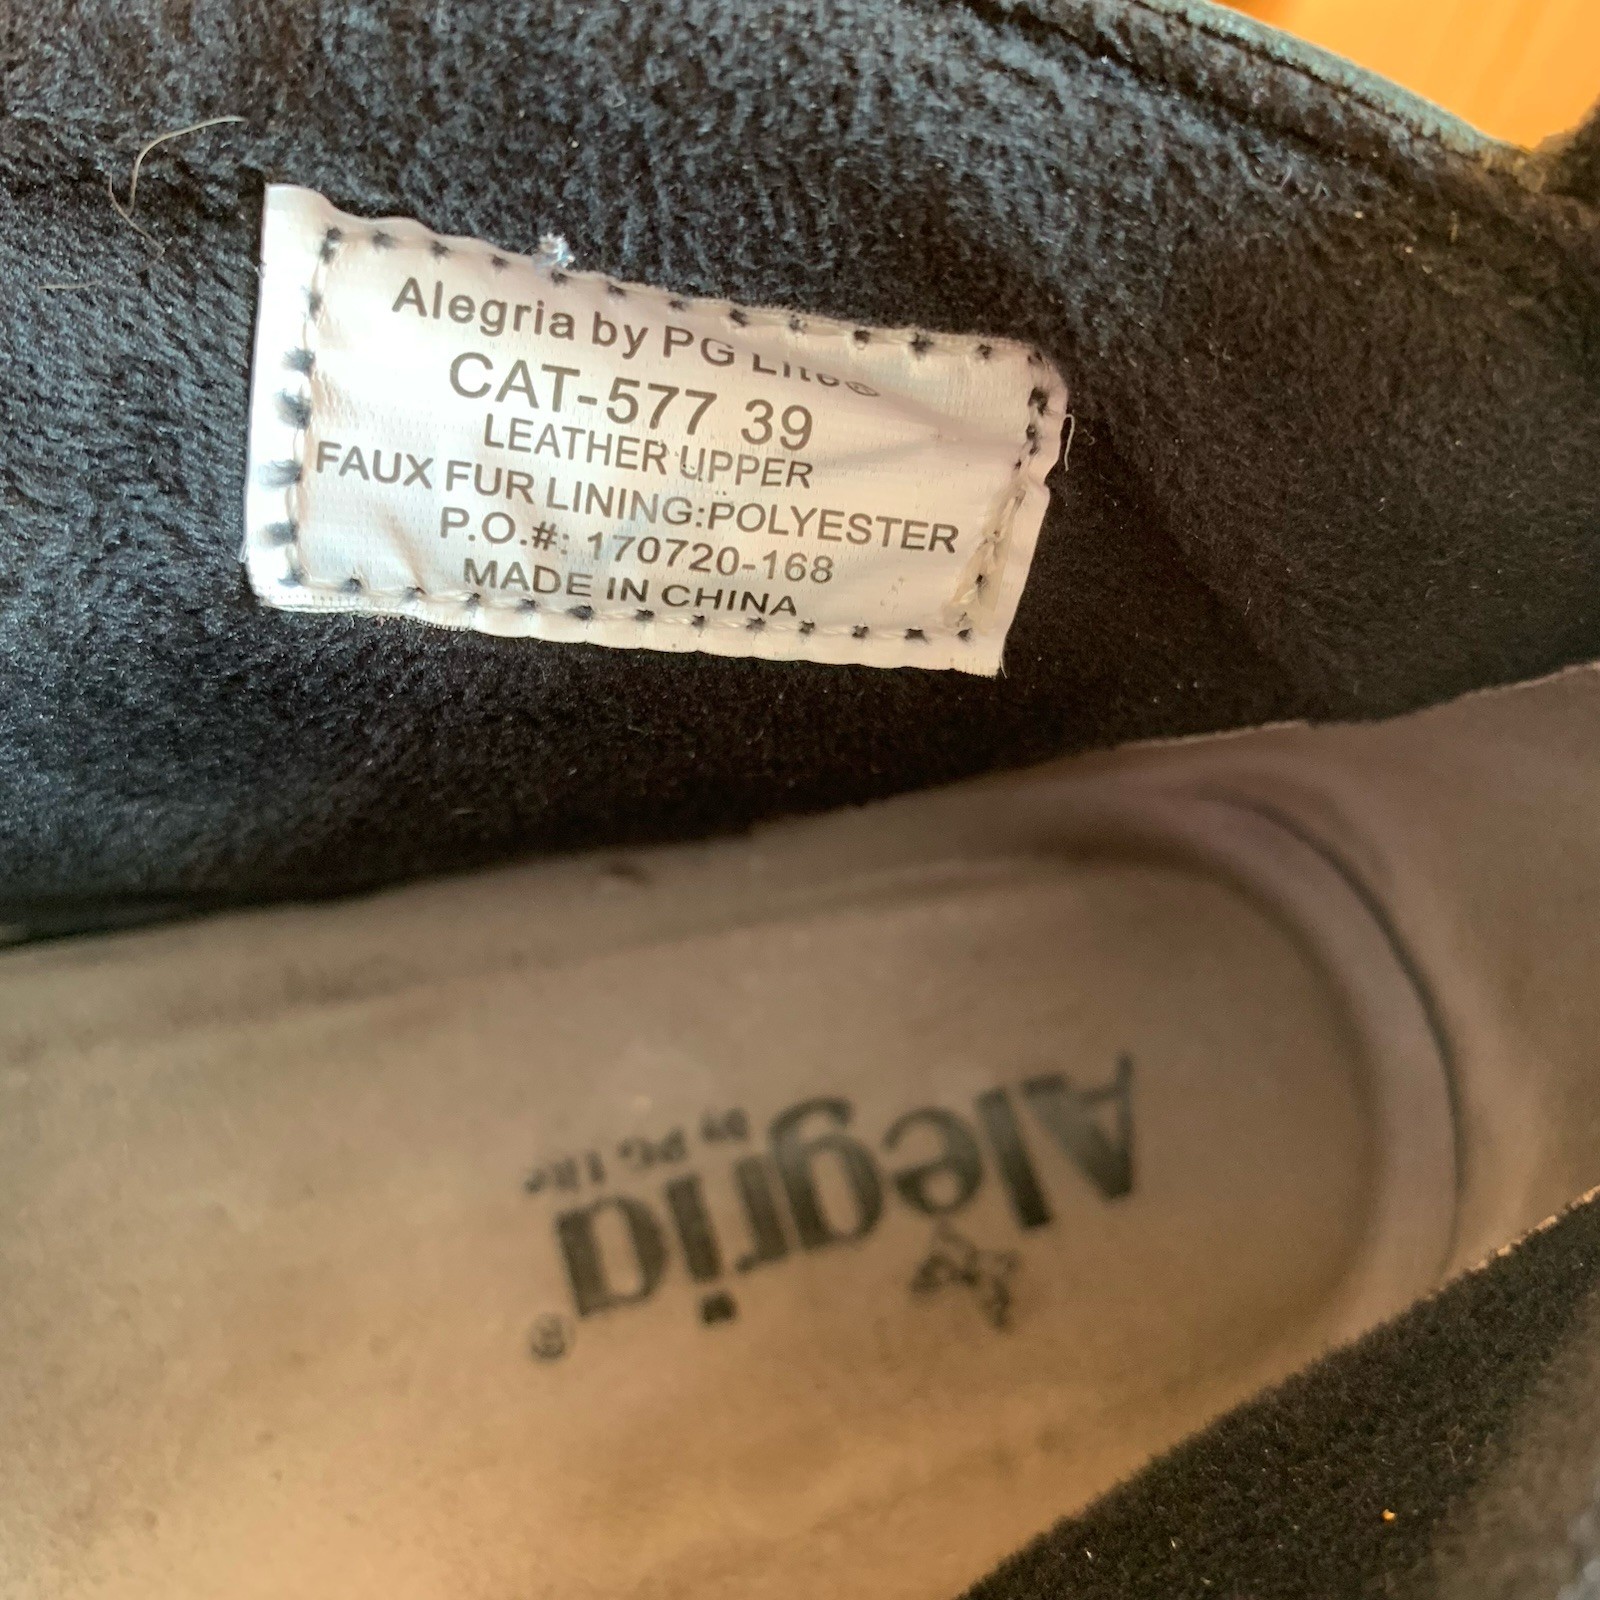 Alegria by PG Lite®
CAT-577 39
LEATHER UPPER
FAUX FUR LINING:POLYESTER
P.O.#: 170720-168
MADE IN CHINA
Alegria®
by PG Lite